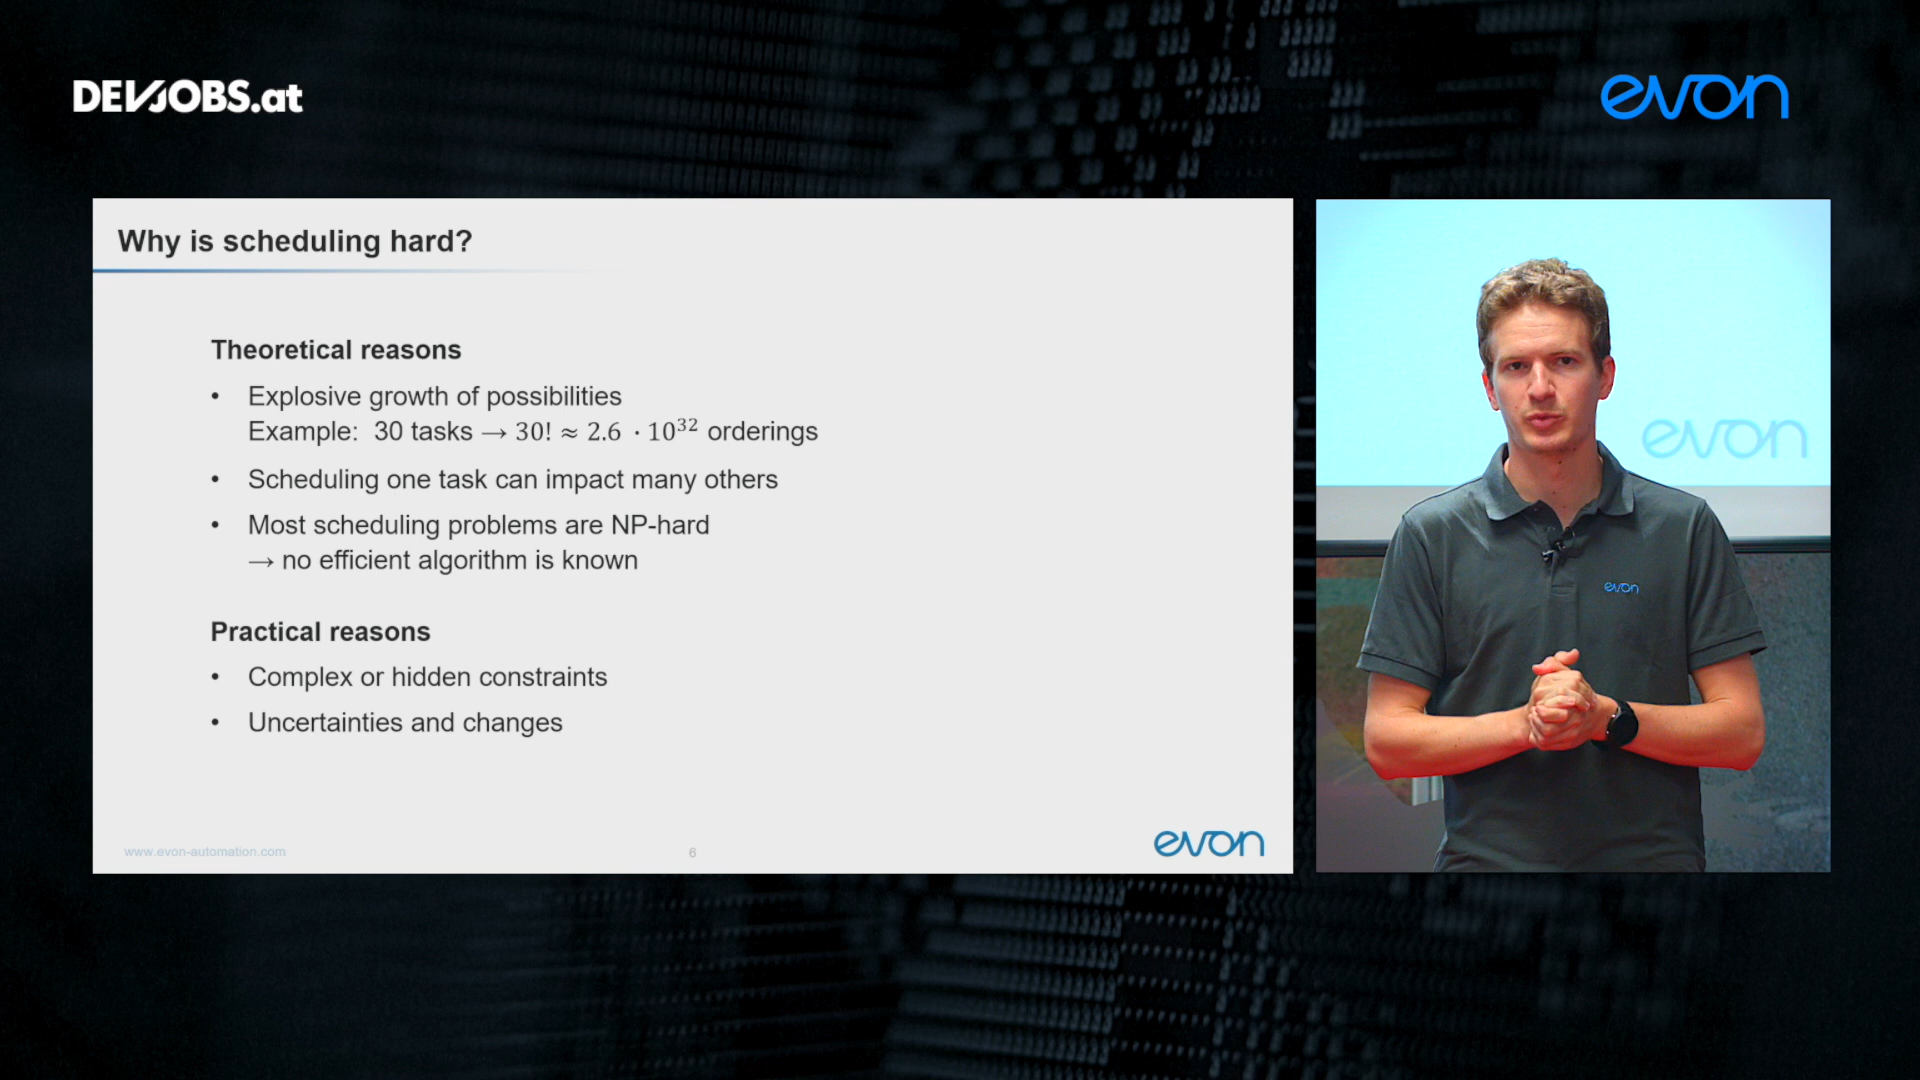 DEVJOBS.at
evon
Why is scheduling hard?
Theoretical reasons
• Explosive growth of possibilities
Example: 30 tasks → 30! ≈ 2.6 · 10³² orderings
• Scheduling one task can impact many others
• Most scheduling problems are NP-hard
→ no efficient algorithm is known
Practical reasons
• Complex or hidden constraints
• Uncertainties and changes
www.evon-automation.com
6
evon
evon
evon